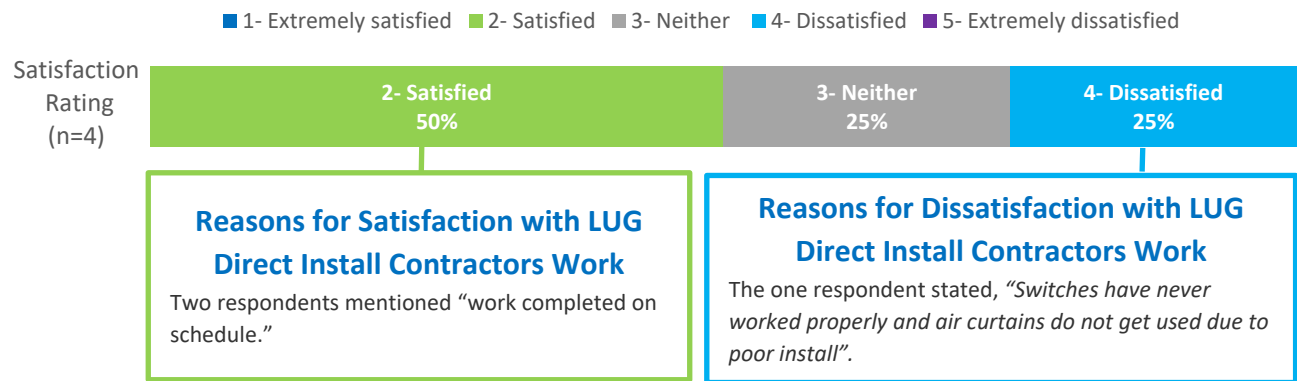 1- Extremely satisfied 2- Satisfied 3- Neither 4- Dissatisfied 5- Extremely dissatisfied
Satisfaction
Rating
(n=4)
2- Satisfied
50%
3- Neither
25%
4- Dissatisfied
25%
Reasons for Satisfaction with LUG
Direct Install Contractors Work
Two respondents mentioned “work completed on
schedule.”
Reasons for Dissatisfaction with LUG
Direct Install Contractors Work
The one respondent stated, “Switches have never
worked properly and air curtains do not get used due to
poor install”.